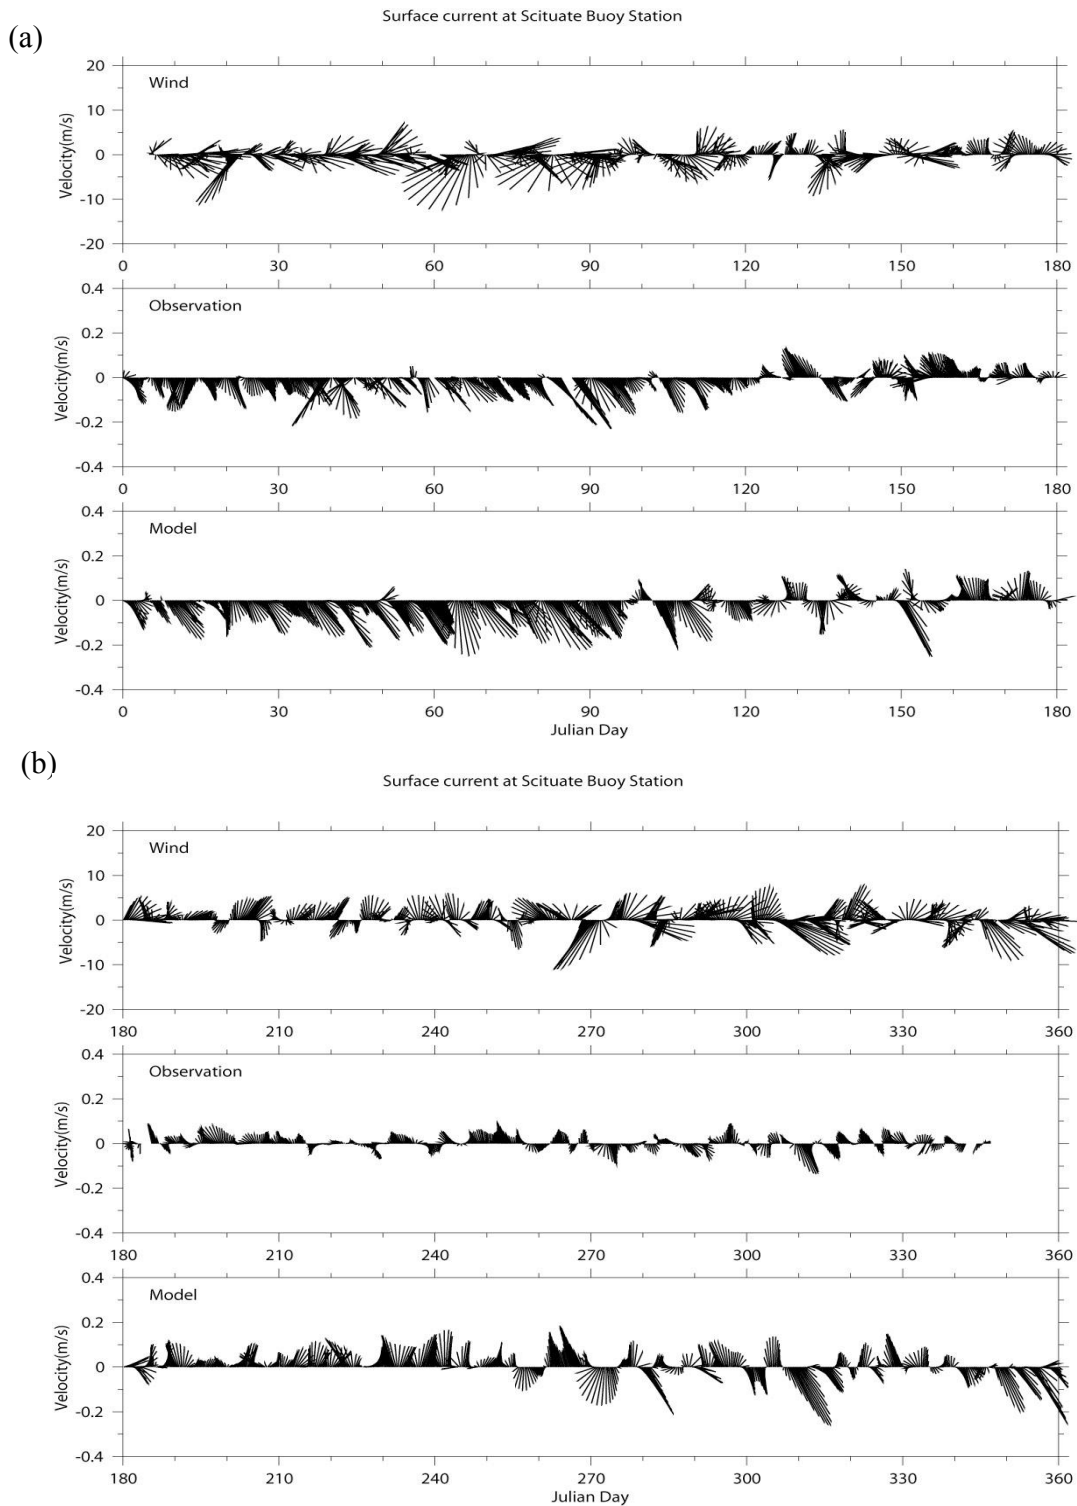 Surface current at Scituate Buoy Station
(a)
20
Wind
10
0
-10
-20
Velocity(m/s)
0 30 60 90 120 150 180
0.4
Observation
0.2
0
-0.2
-0.4
Velocity(m/s)
0 30 60 90 120 150 180
0.4
Model
0.2
0
-0.2
-0.4
Velocity(m/s)
0 30 60 90 120 150 180
Julian Day
(b)
Surface current at Scituate Buoy Station
20
Wind
10
0
-10
-20
Velocity(m/s)
180 210 240 270 300 330 360
0.4
Observation
0.2
0
-0.2
-0.4
Velocity(m/s)
180 210 240 270 300 330 360
0.4
Model
0.2
0
-0.2
-0.4
Velocity(m/s)
180 210 240 270 300 330 360
Julian Day